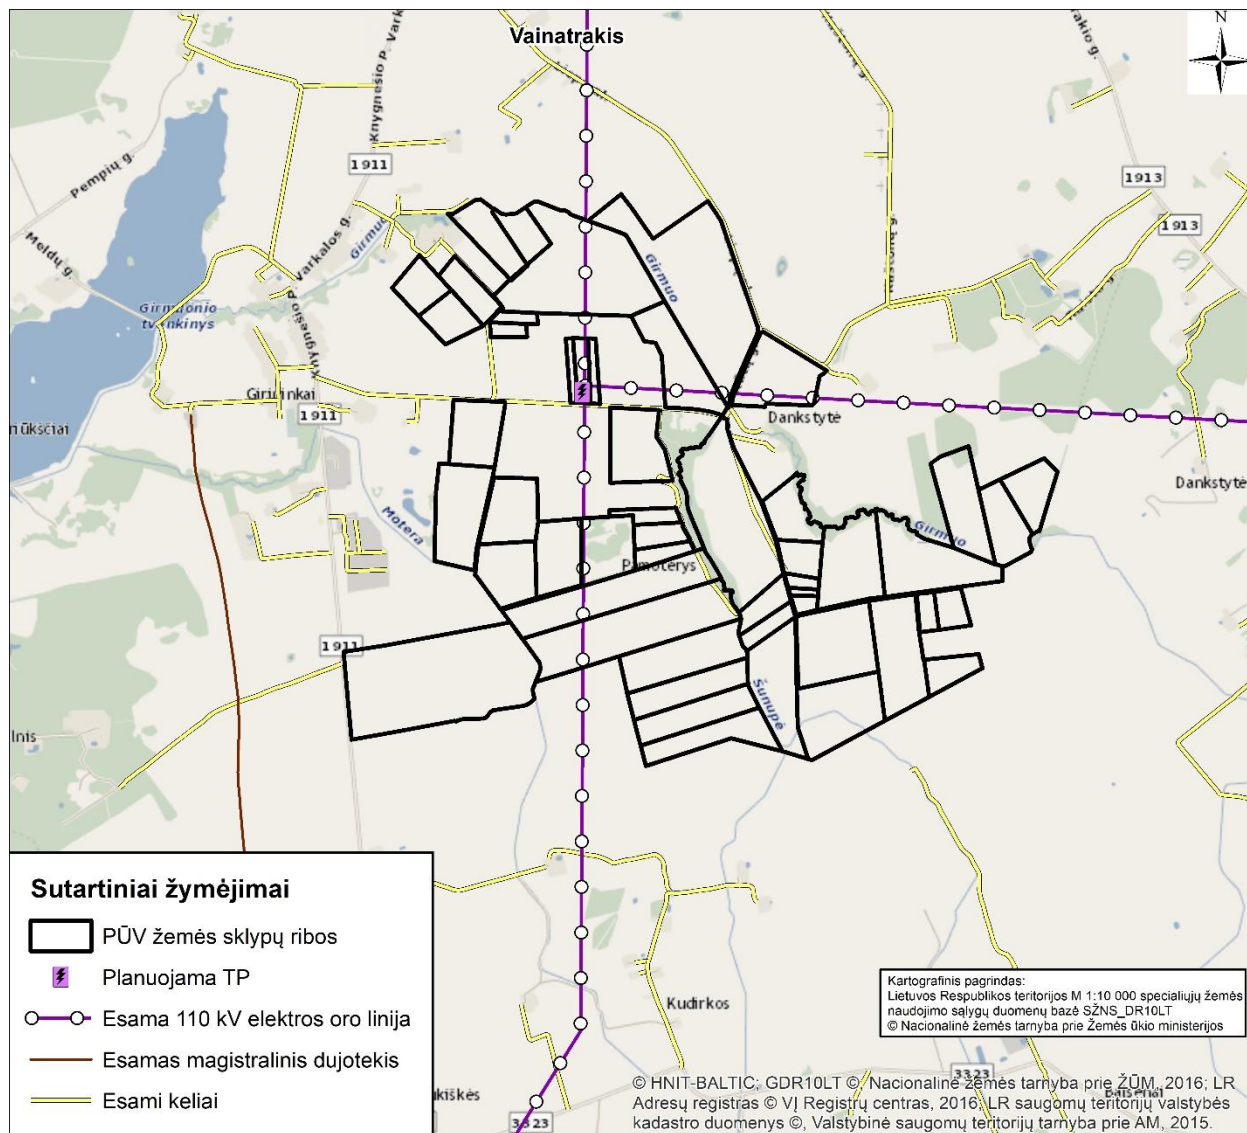 Vainatrakis
N
Pempių g.
Meldų g.
1911
1913
1913
Girmuo
Girmuo
Girmuonio
tvenkinys
Giririnkai
1911
Dankstytė
Dankstytė
Motera
Girmuo
Pamoterys
1911
Šunupė
lnis
Kudirkos
3323
3323
Sutartiniai žymėjimai
PŪV žemės sklypų ribos
Planuojama TP
Esama 110 kV elektros oro linija
Esamas magistralinis dujotekis
Esami keliai
Kartografinis pagrindas:
Lietuvos Respublikos teritorijos M 1:10 000 specialiųjų žemės
naudojimo sąlygų duomenų bazė SŽNS_DR10LT
© Nacionalinė žemės tarnyba prie Žemės ūkio ministerijos
© HNIT-BALTIC; GDR10LT ©, Nacionalinė žemės tarnyba prie ŽŪM, 2016; LR
Adresų registras © VĮ Registrų centras, 2016; LR saugomų teritorijų valstybės
kadastro duomenys ©, Valstybinė saugomų teritorijų tarnyba prie AM, 2015.